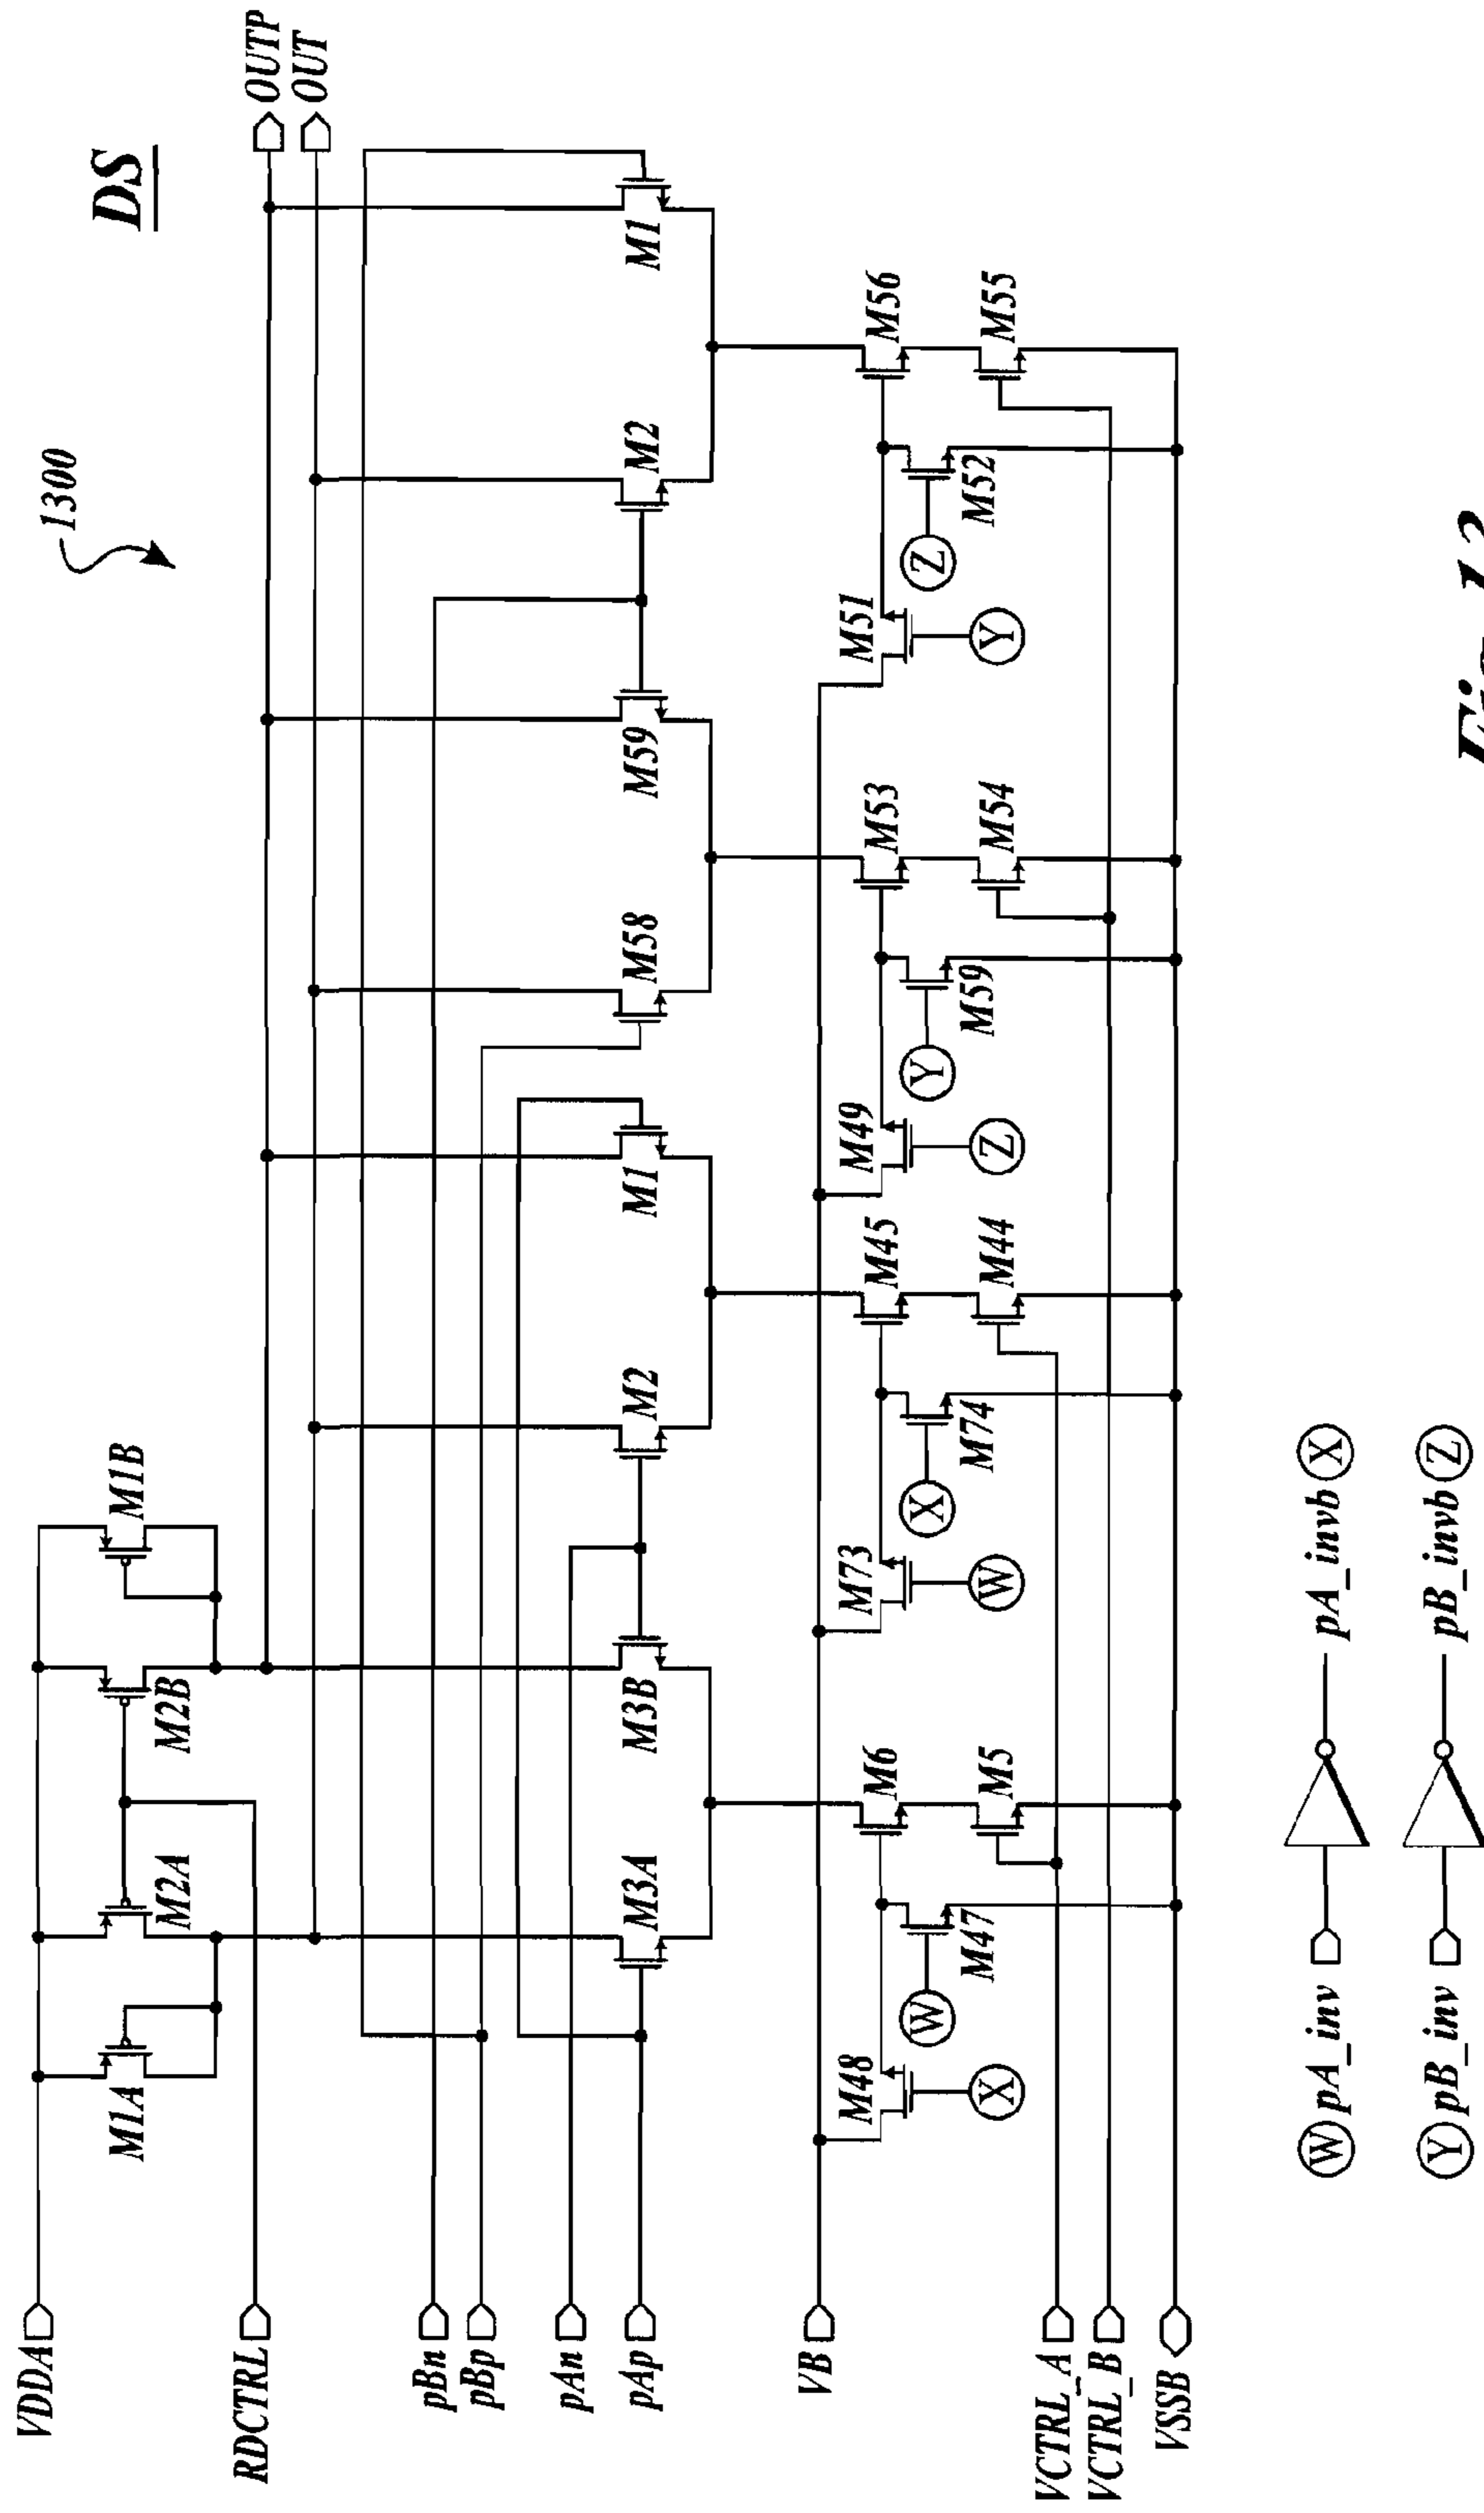 1300
DS
VDDA
M1A
M2A
M2B
M1B
RDCTRL
OUTP
OUT
pBn
pBp
pAn
pAp
M3A
M3B
M2
M1
M58
M59
M2
M1
VB
M48
X
W
M47
M6
M5
M73
W
X
M74
M45
M44
M49
Z
Y
M59
M53
M54
M51
Y
Z
M52
M56
M55
VCTRL_A
VCTRL_B
VSSB
W pA_inv
pA_invb X
Y pB_inv
pB_invb Z